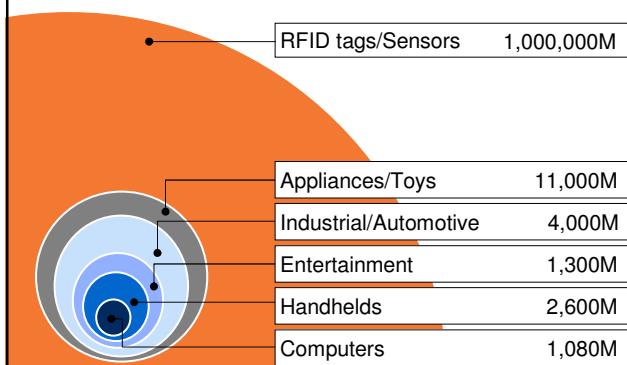 RFID tags/Sensors 1,000,000M
Appliances/Toys 11,000M
Industrial/Automotive 4,000M
Entertainment 1,300M
Handhelds 2,600M
Computers 1,080M